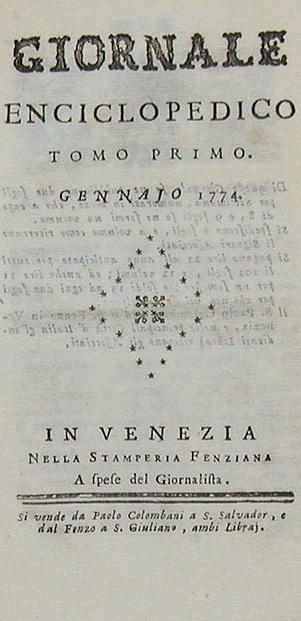 GIORNALE
ENCICLOPEDICO
TOMO PRIMO.
GENNAJO 1774.
IN VENEZIA
NELLA STAMPERIA FENZIANA
A ſpeſe del Giornaliſta.
Si vende da Paolo Colombani a S. Salvador, e
dal Fenzo a S. Giuliano, ambi Libraj.